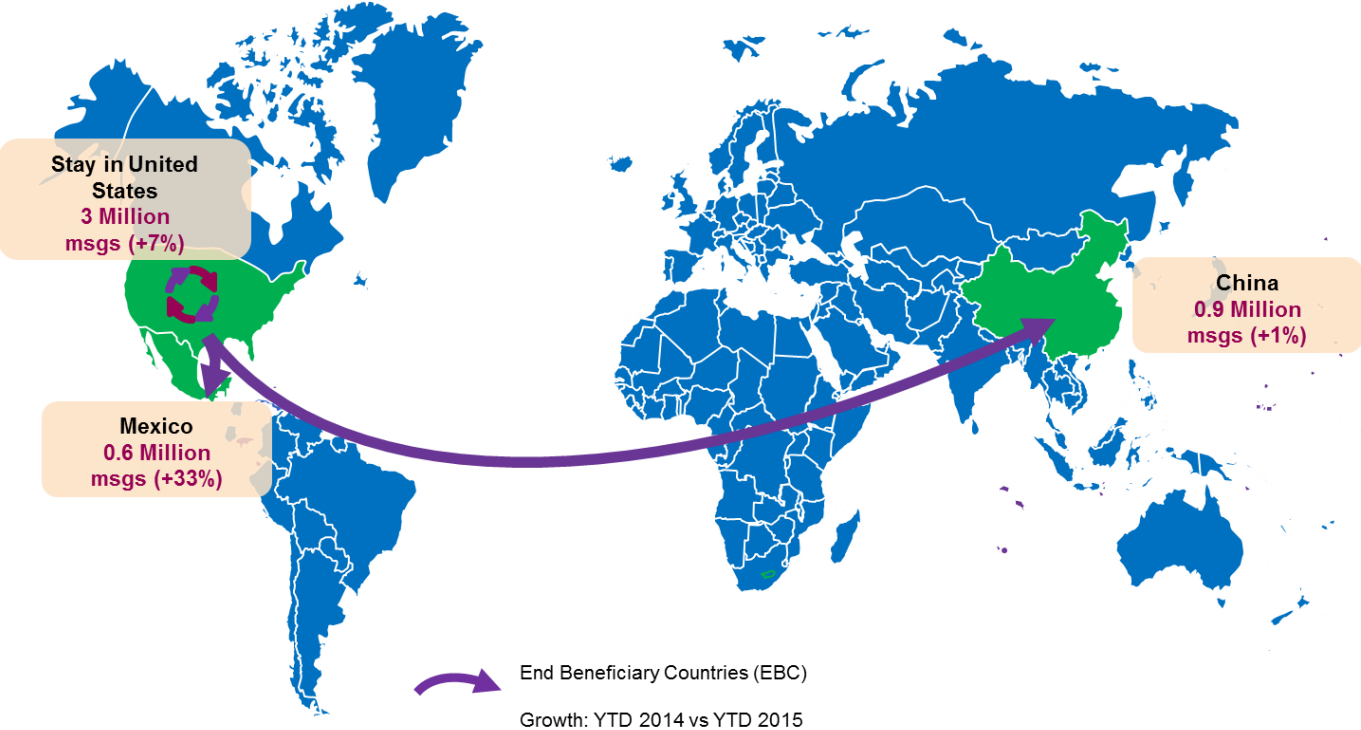 Stay in United
States
3 Million
msgs (+7%)
China
0.9 Million
msgs (+1%)
Mexico
0.6 Million
msgs (+33%)
End Beneficiary Countries (EBC)
Growth: YTD 2014 vs YTD 2015